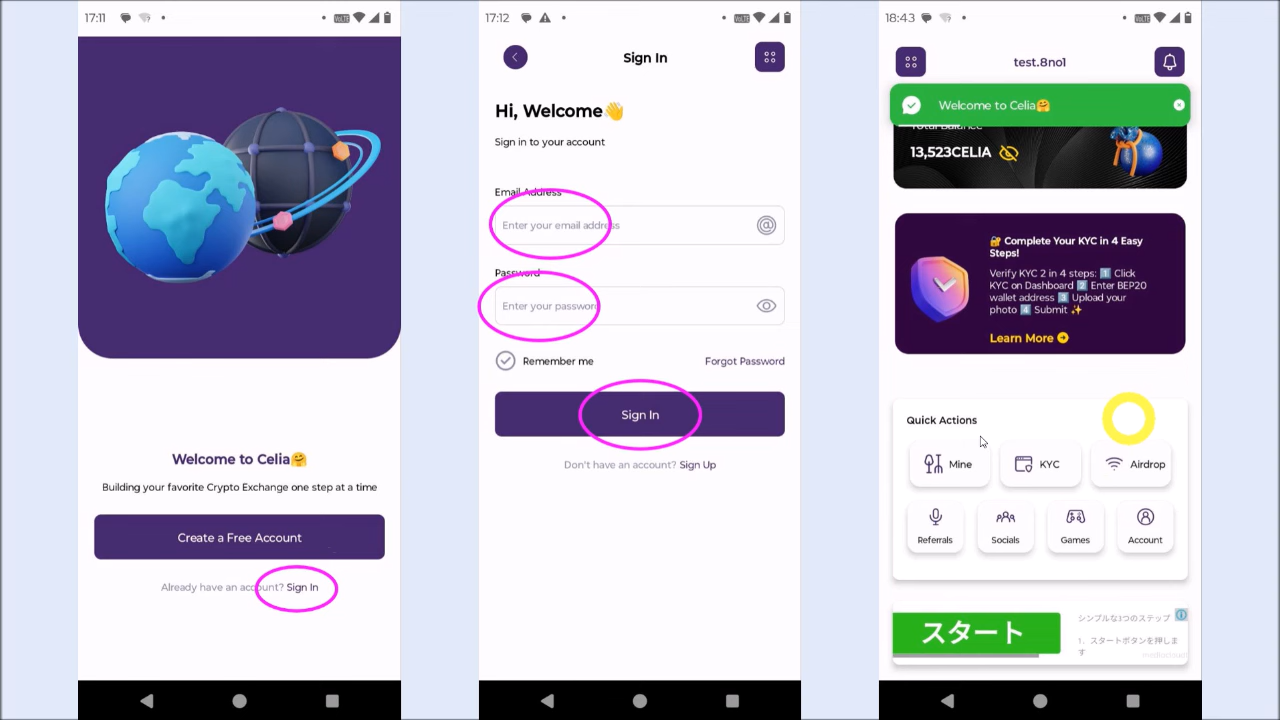 17:11
VoLTE
Welcome to Celia🤗
Building your favorite Crypto Exchange one step at a time
Create a Free Account
Already have an account? Sign In
17:12
VoLTE
Sign In
Hi, Welcome👋
Sign in to your account
Email Address
Enter your email address
@
Password
Enter your password
Remember me
Forgot Password
Sign In
Don't have an account? Sign Up
18:43
VoLTE
test.8no1
Welcome to Celia🤗
Total Balance
13,523CELIA
🔐 Complete Your KYC in 4 Easy
Steps!
Verify KYC 2 in 4 steps: 1️⃣ Click
KYC on Dashboard 2️⃣ Enter BEP20
wallet address 3️⃣ Upload your
photo 4️⃣ Submit ✨
Learn More
Quick Actions
Mine
KYC
Airdrop
Referrals
Socials
Games
Account
スタート
シンプルな3つのステップ
1. スタートボタンを押しま
す